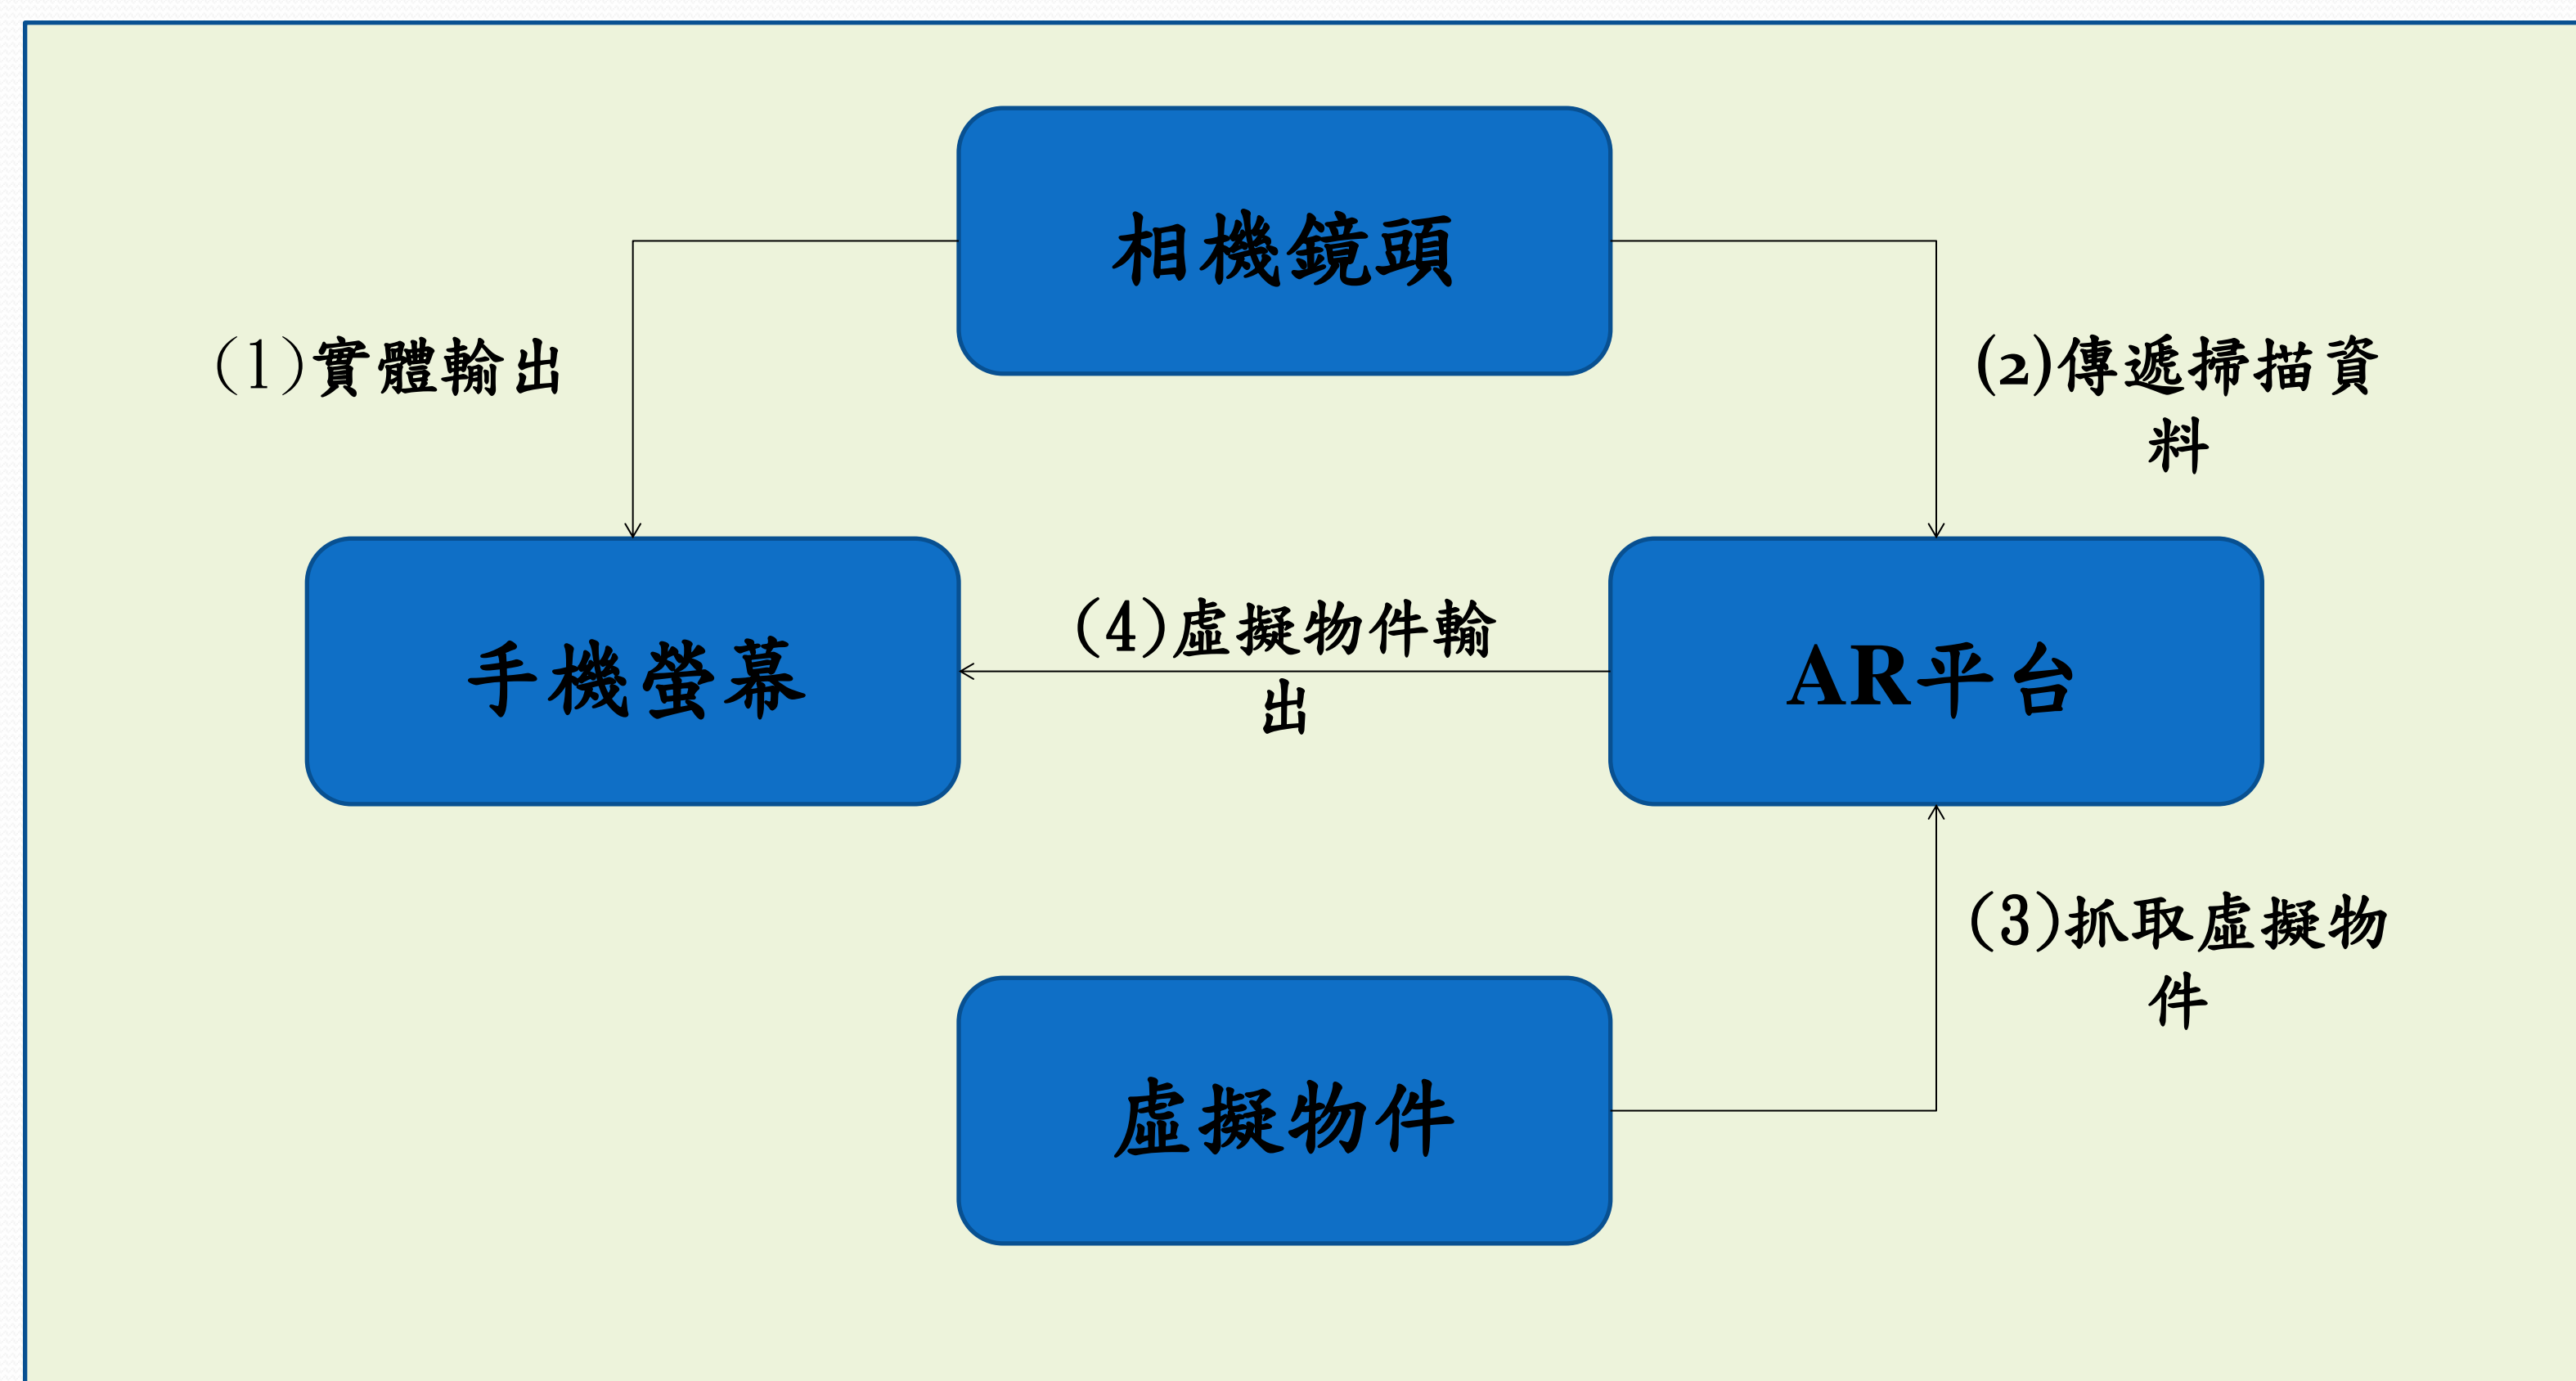 相機鏡頭
(1)實體輸出
(2)傳遞掃描資
料
手機螢幕
(4)虛擬物件輸
出
AR平台
(3)抓取虛擬物
件
虛擬物件